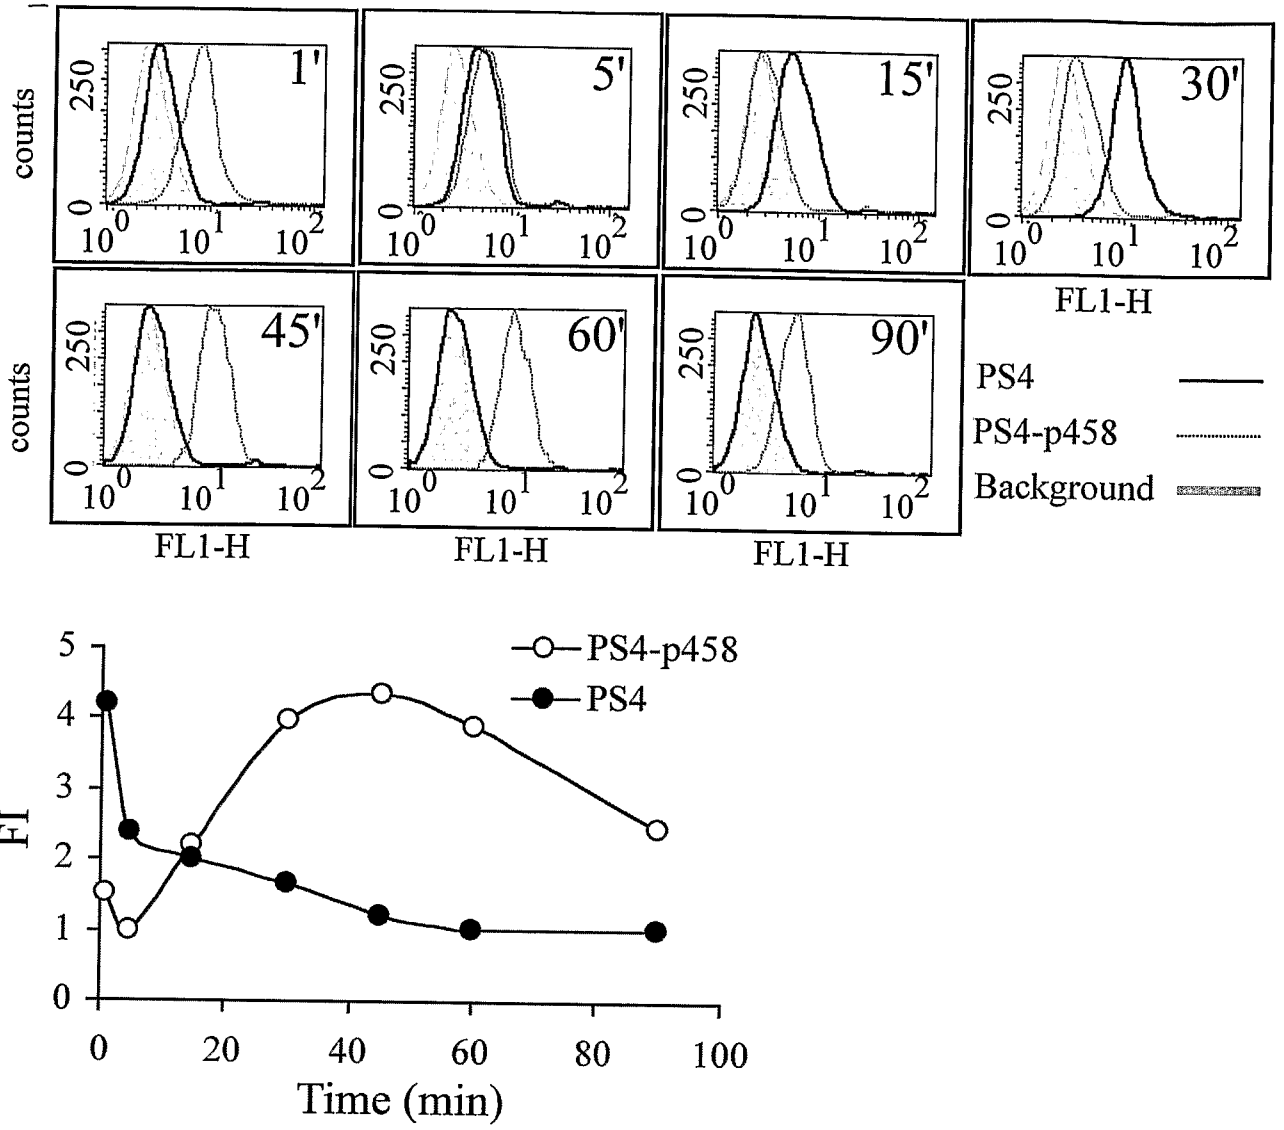 1' 5' 15' 30'
counts 250 0 250 0 250 0 250 0
10^0 10^1 10^2 10^0 10^1 10^2 10^0 10^1 10^2 10^0 10^1 10^2
FL1-H
45' 60' 90'
counts 250 0 250 0 250 0
10^0 10^1 10^2 10^0 10^1 10^2 10^0 10^1 10^2
FL1-H FL1-H FL1-H
PS4
PS4-p458
Background
PS4-p458
PS4
5
4
3
2
1
0
FI
0 20 40 60 80 100
Time (min)